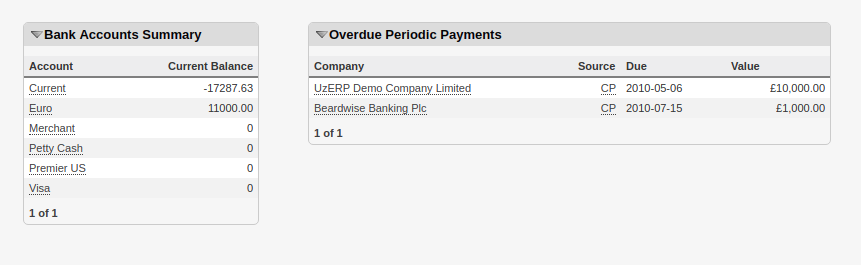 Bank Accounts Summary
Account Current Balance
Current -17287.63
Euro 11000.00
Merchant 0
Petty Cash 0
Premier US 0
Visa 0
1 of 1
Overdue Periodic Payments
Company Source Due Value
UzERP Demo Company Limited CP 2010-05-06 £10,000.00
Beardwise Banking Plc CP 2010-07-15 £1,000.00
1 of 1